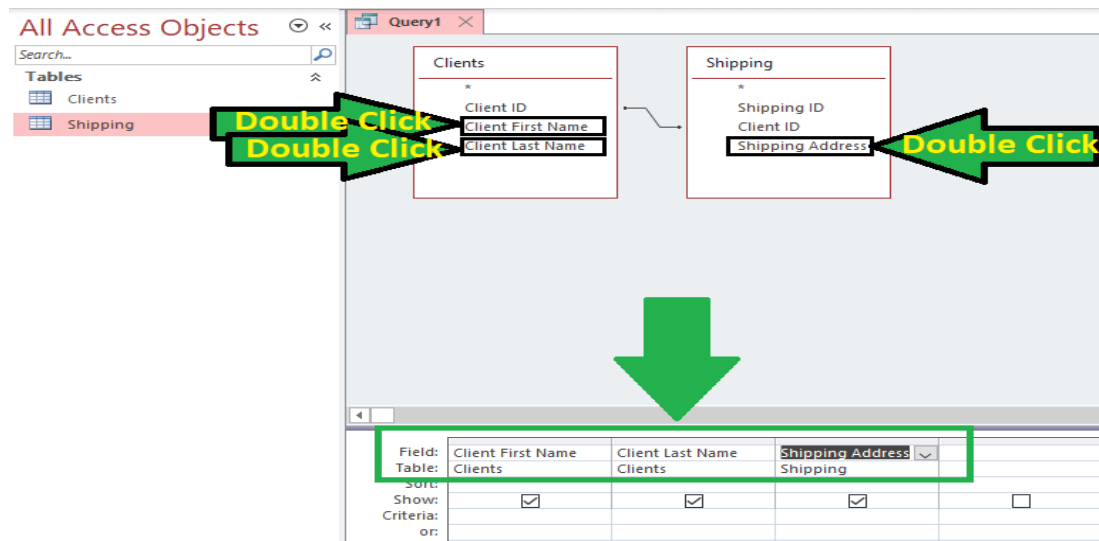 All Access Objects
Search...
Tables
Clients
Shipping
Query1
Clients
*
Client ID
Client First Name
Client Last Name
Shipping
*
Shipping ID
Client ID
Shipping Address
Double Click
Double Click
Double Click
Field: Client First Name Client Last Name Shipping Address
Table: Clients Clients Shipping
Sort:
Show:
Criteria:
or: